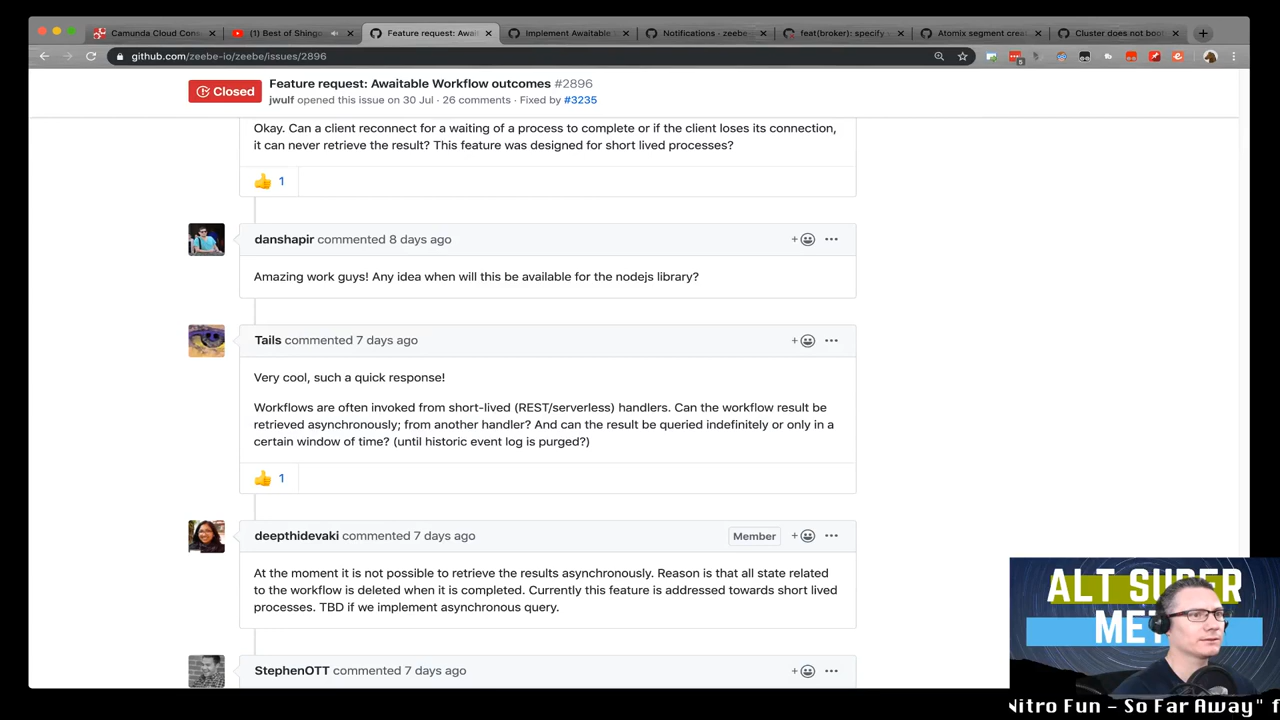 Camunda Cloud Cons
(1) Best of Shingo
Feature request: Awai
Implement Awaitable
Notifications - zeebe
feat(broker): specify
Atomix segment crea
Cluster does not boo
github.com/zeebe-io/zeebe/issues/2896
Closed
Feature request: Awaitable Workflow outcomes #2896
jwulf opened this issue on 30 Jul · 26 comments · Fixed by #3235
Okay. Can a client reconnect for a waiting of a process to complete or if the client loses its connection,
it can never retrieve the result? This feature was designed for short lived processes?
1
danshapir commented 8 days ago
Amazing work guys! Any idea when will this be available for the nodejs library?
Tails commented 7 days ago
Very cool, such a quick response!
Workflows are often invoked from short-lived (REST/serverless) handlers. Can the workflow result be
retrieved asynchronously; from another handler? And can the result be queried indefinitely or only in a
certain window of time? (until historic event log is purged?)
1
deepthidevaki commented 7 days ago
Member
At the moment it is not possible to retrieve the results asynchronously. Reason is that all state related
to the workflow is deleted when it is completed. Currently this feature is addressed towards short lived
processes. TBD if we implement asynchronous query.
StephenOTT commented 7 days ago
ALT SUPER
MET
Nitro Fun - So Far Away" f